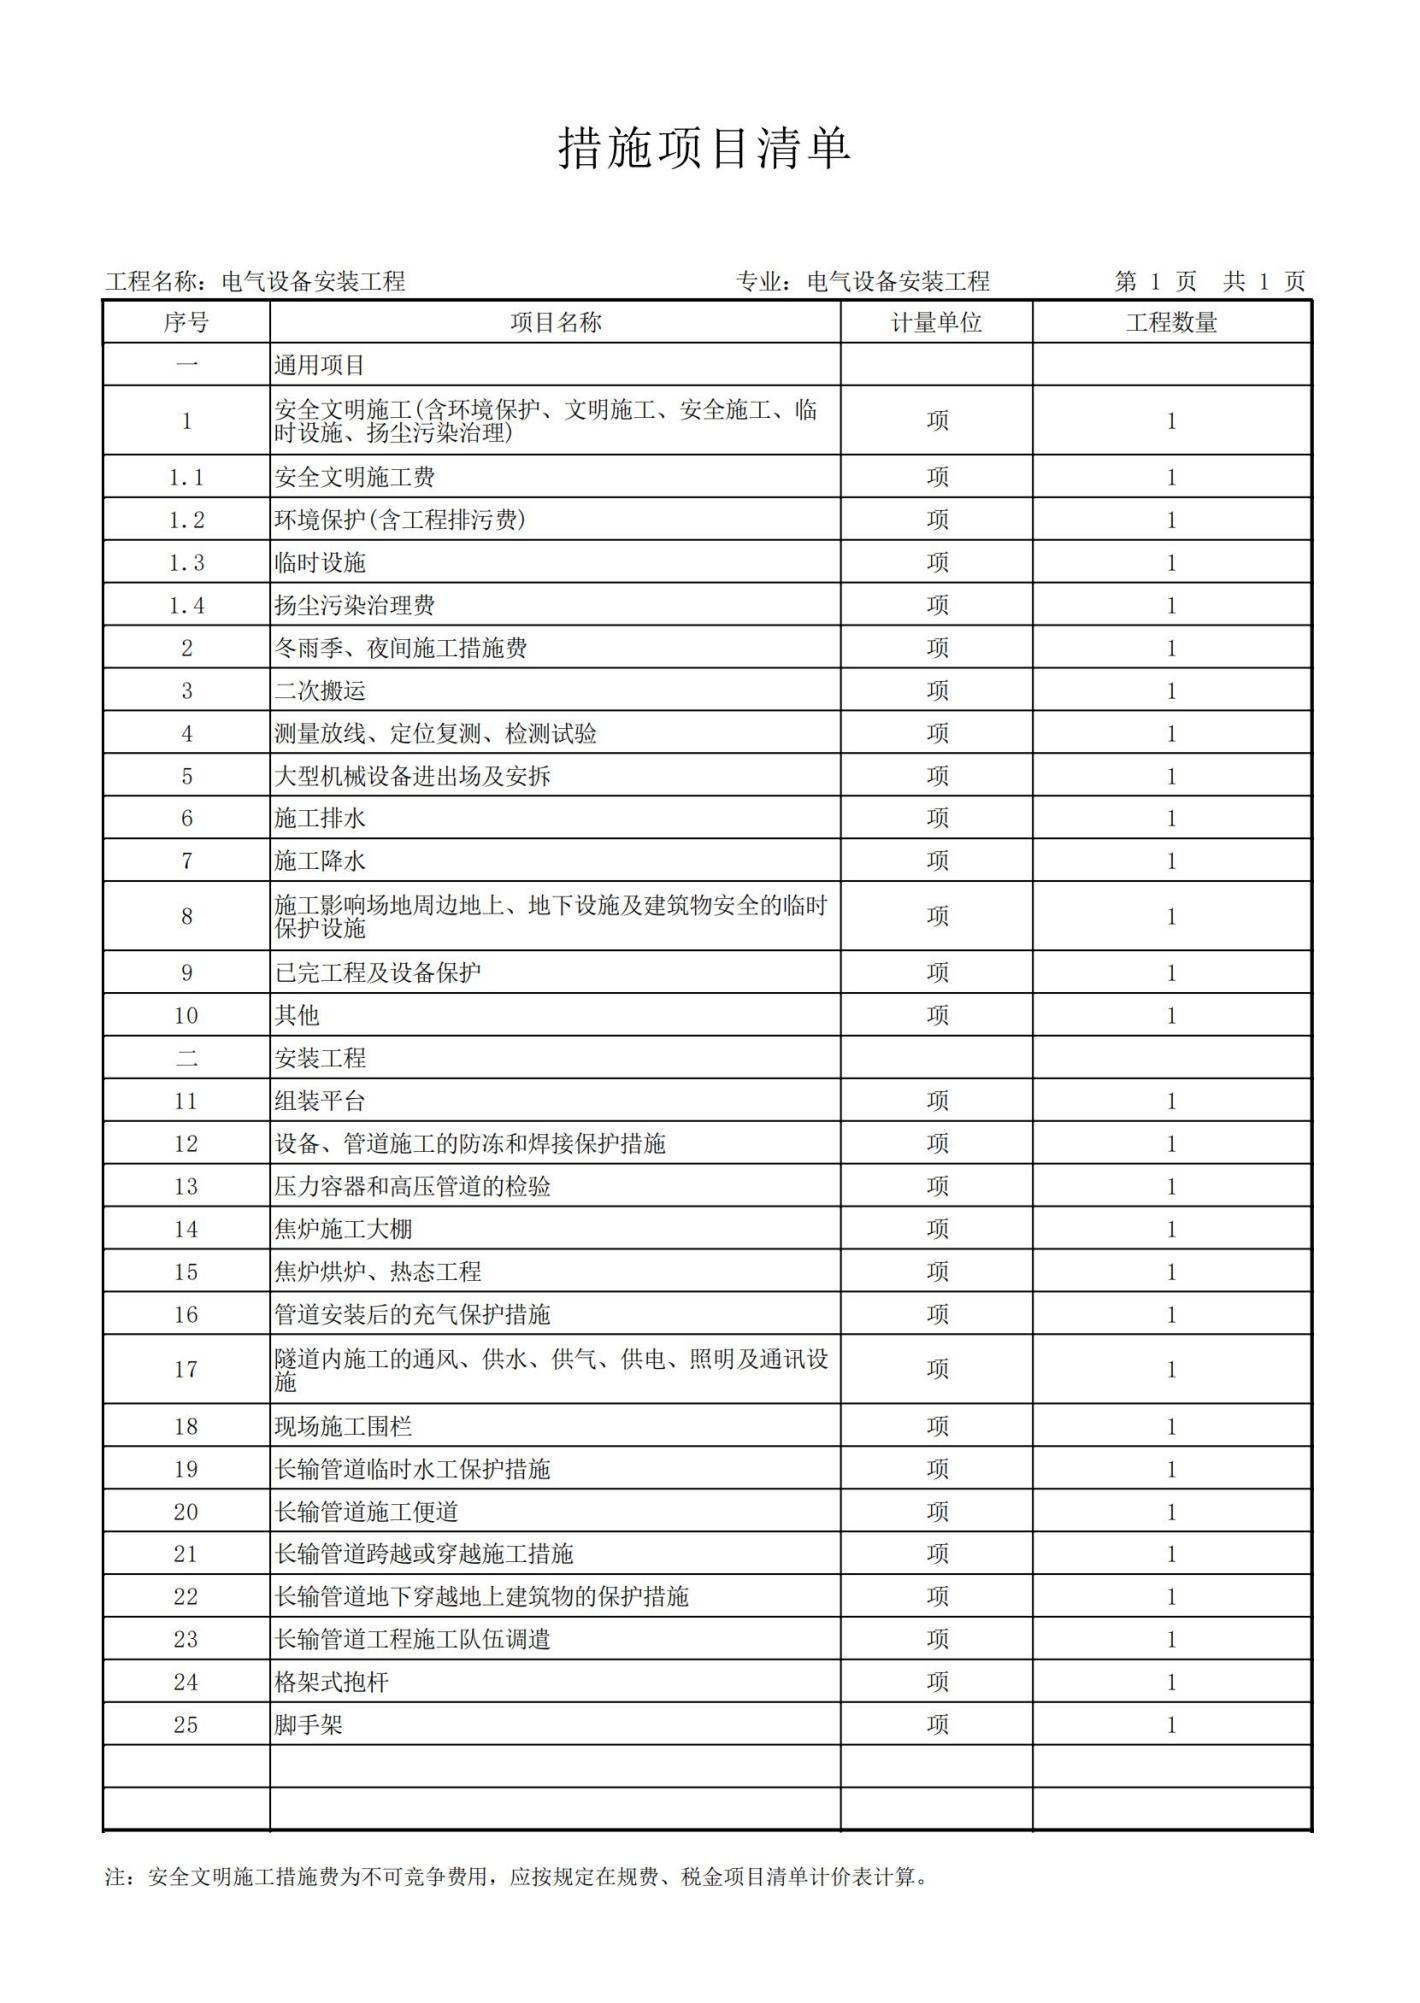 措施项目清单
工程名称：电气设备安装工程 专业：电气设备安装工程 第 1 页 共 1 页
序号 项目名称 计量单位 工程数量
一 通用项目
1 安全文明施工(含环境保护、文明施工、安全施工、临
时设施、扬尘污染治理) 项 1
1.1 安全文明施工费 项 1
1.2 环境保护(含工程排污费) 项 1
1.3 临时设施 项 1
1.4 扬尘污染治理费 项 1
2 冬雨季、夜间施工措施费 项 1
3 二次搬运 项 1
4 测量放线、定位复测、检测试验 项 1
5 大型机械设备进出场及安拆 项 1
6 施工排水 项 1
7 施工降水 项 1
8 施工影响场地周边地上、地下设施及建筑物安全的临时
保护设施 项 1
9 已完工程及设备保护 项 1
10 其他 项 1
二 安装工程
11 组装平台 项 1
12 设备、管道施工的防冻和焊接保护措施 项 1
13 压力容器和高压管道的检验 项 1
14 焦炉施工大棚 项 1
15 焦炉烘炉、热态工程 项 1
16 管道安装后的充气保护措施 项 1
17 隧道内施工的通风、供水、供气、供电、照明及通讯设
施 项 1
18 现场施工围栏 项 1
19 长输管道临时水工保护措施 项 1
20 长输管道施工便道 项 1
21 长输管道跨越或穿越施工措施 项 1
22 长输管道地下穿越地上建筑物的保护措施 项 1
23 长输管道工程施工队伍调遣 项 1
24 格架式抱杆 项 1
25 脚手架 项 1
注：安全文明施工措施费为不可竞争费用，应按规定在规费、税金项目清单计价表计算。